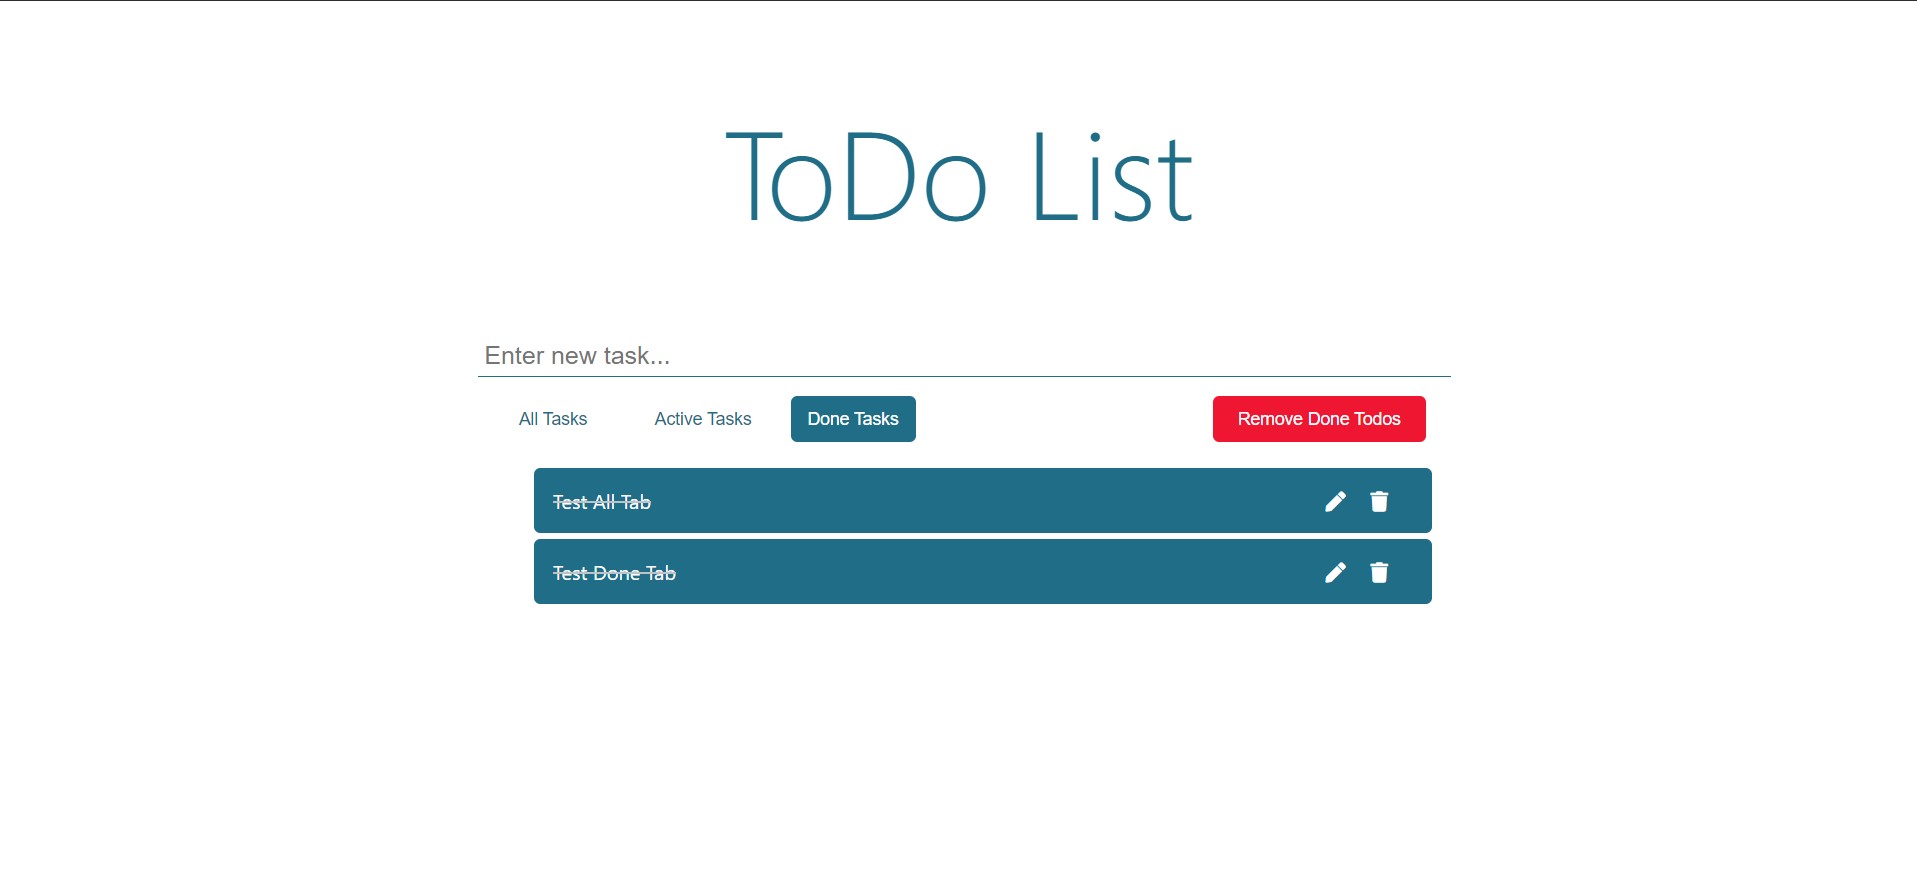 ToDo List
Enter new task...
All Tasks Active Tasks Done Tasks Remove Done Todos
Test All Tab
Test Done Tab